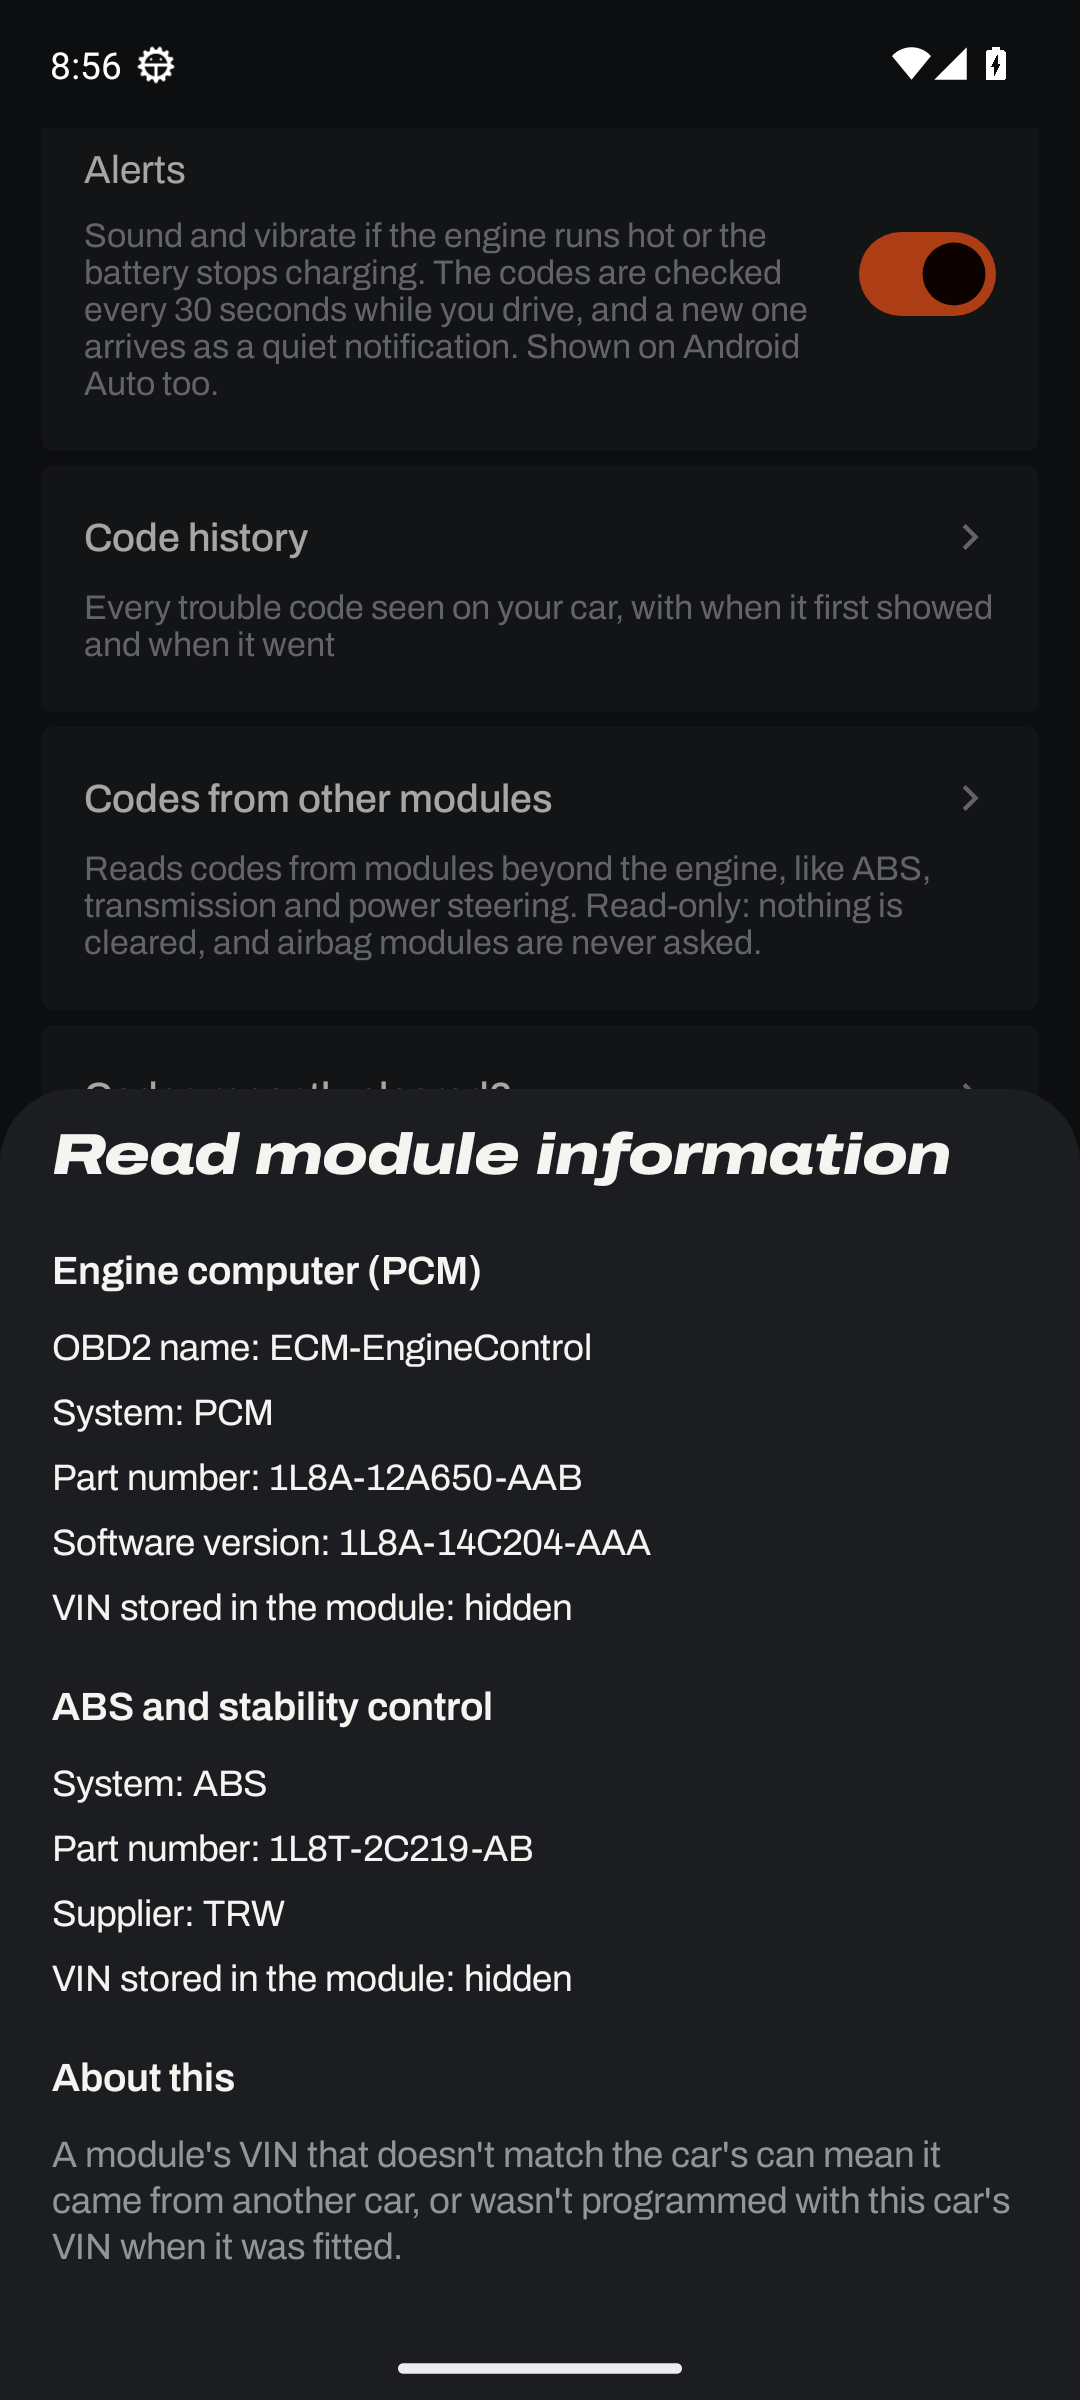 8:56
Alerts
Sound and vibrate if the engine runs hot or the
battery stops charging. The codes are checked
every 30 seconds while you drive, and a new one
arrives as a quiet notification. Shown on Android
Auto too.
Code history
Every trouble code seen on your car, with when it first showed
and when it went
Codes from other modules
Reads codes from modules beyond the engine, like ABS,
transmission and power steering. Read-only: nothing is
cleared, and airbag modules are never asked.
Read module information
Engine computer (PCM)
OBD2 name: ECM-EngineControl
System: PCM
Part number: 1L8A-12A650-AAB
Software version: 1L8A-14C204-AAA
VIN stored in the module: hidden
ABS and stability control
System: ABS
Part number: 1L8T-2C219-AB
Supplier: TRW
VIN stored in the module: hidden
About this
A module's VIN that doesn't match the car's can mean it
came from another car, or wasn't programmed with this car's
VIN when it was fitted.